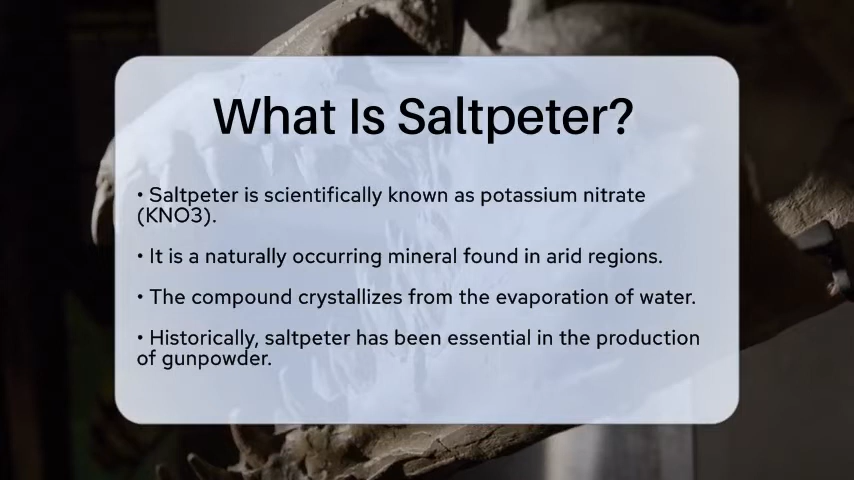 What Is Saltpeter?
• Saltpeter is scientifically known as potassium nitrate
(KNO3).
• It is a naturally occurring mineral found in arid regions.
• The compound crystallizes from the evaporation of water.
• Historically, saltpeter has been essential in the production
of gunpowder.